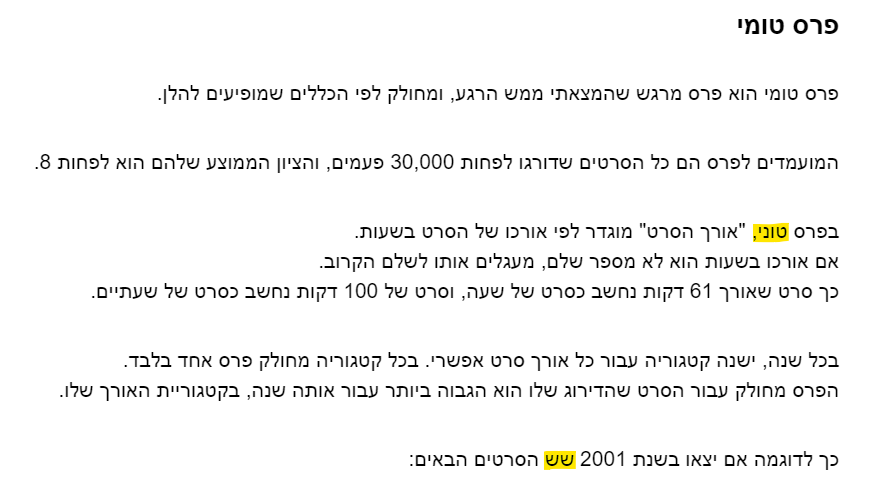 פרס טומי
פרס טומי הוא פרס מרגש שהמצאתי ממש הרגע, ומחולק לפי הכללים שמופיעים להלן.
המועמדים לפרס הם כל הסרטים שדורגו לפחות 30,000 פעמים, והציון הממוצע שלהם הוא לפחות 8.
בפרס טוני, "אורך הסרט" מוגדר לפי אורכו של הסרט בשעות.
אם אורכו בשעות הוא לא מספר שלם, מעגלים אותו לשלם הקרוב.
כך סרט שאורך 61 דקות נחשב כסרט של שעה, וסרט של 100 דקות נחשב כסרט של שעתיים.
בכל שנה, ישנה קטגוריה עבור כל אורך סרט אפשרי. בכל קטגוריה מחולק פרס אחד בלבד.
הפרס מחולק עבור הסרט שהדירוג שלו הוא הגבוה ביותר עבור אותה שנה, בקטגוריית האורך שלו.
כך לדוגמה אם יצאו בשנת 2001 שש הסרטים הבאים: